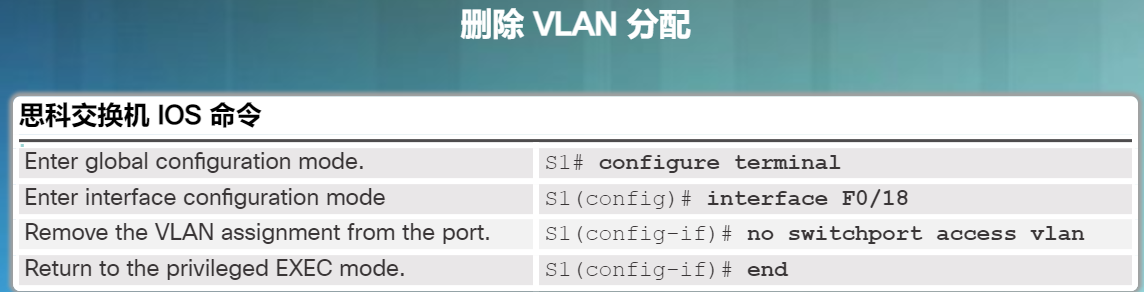 删除 VLAN 分配
思科交换机 IOS 命令
Enter global configuration mode. S1# configure terminal
Enter interface configuration mode S1(config)# interface F0/18
Remove the VLAN assignment from the port. S1(config-if)# no switchport access vlan
Return to the privileged EXEC mode. S1(config-if)# end